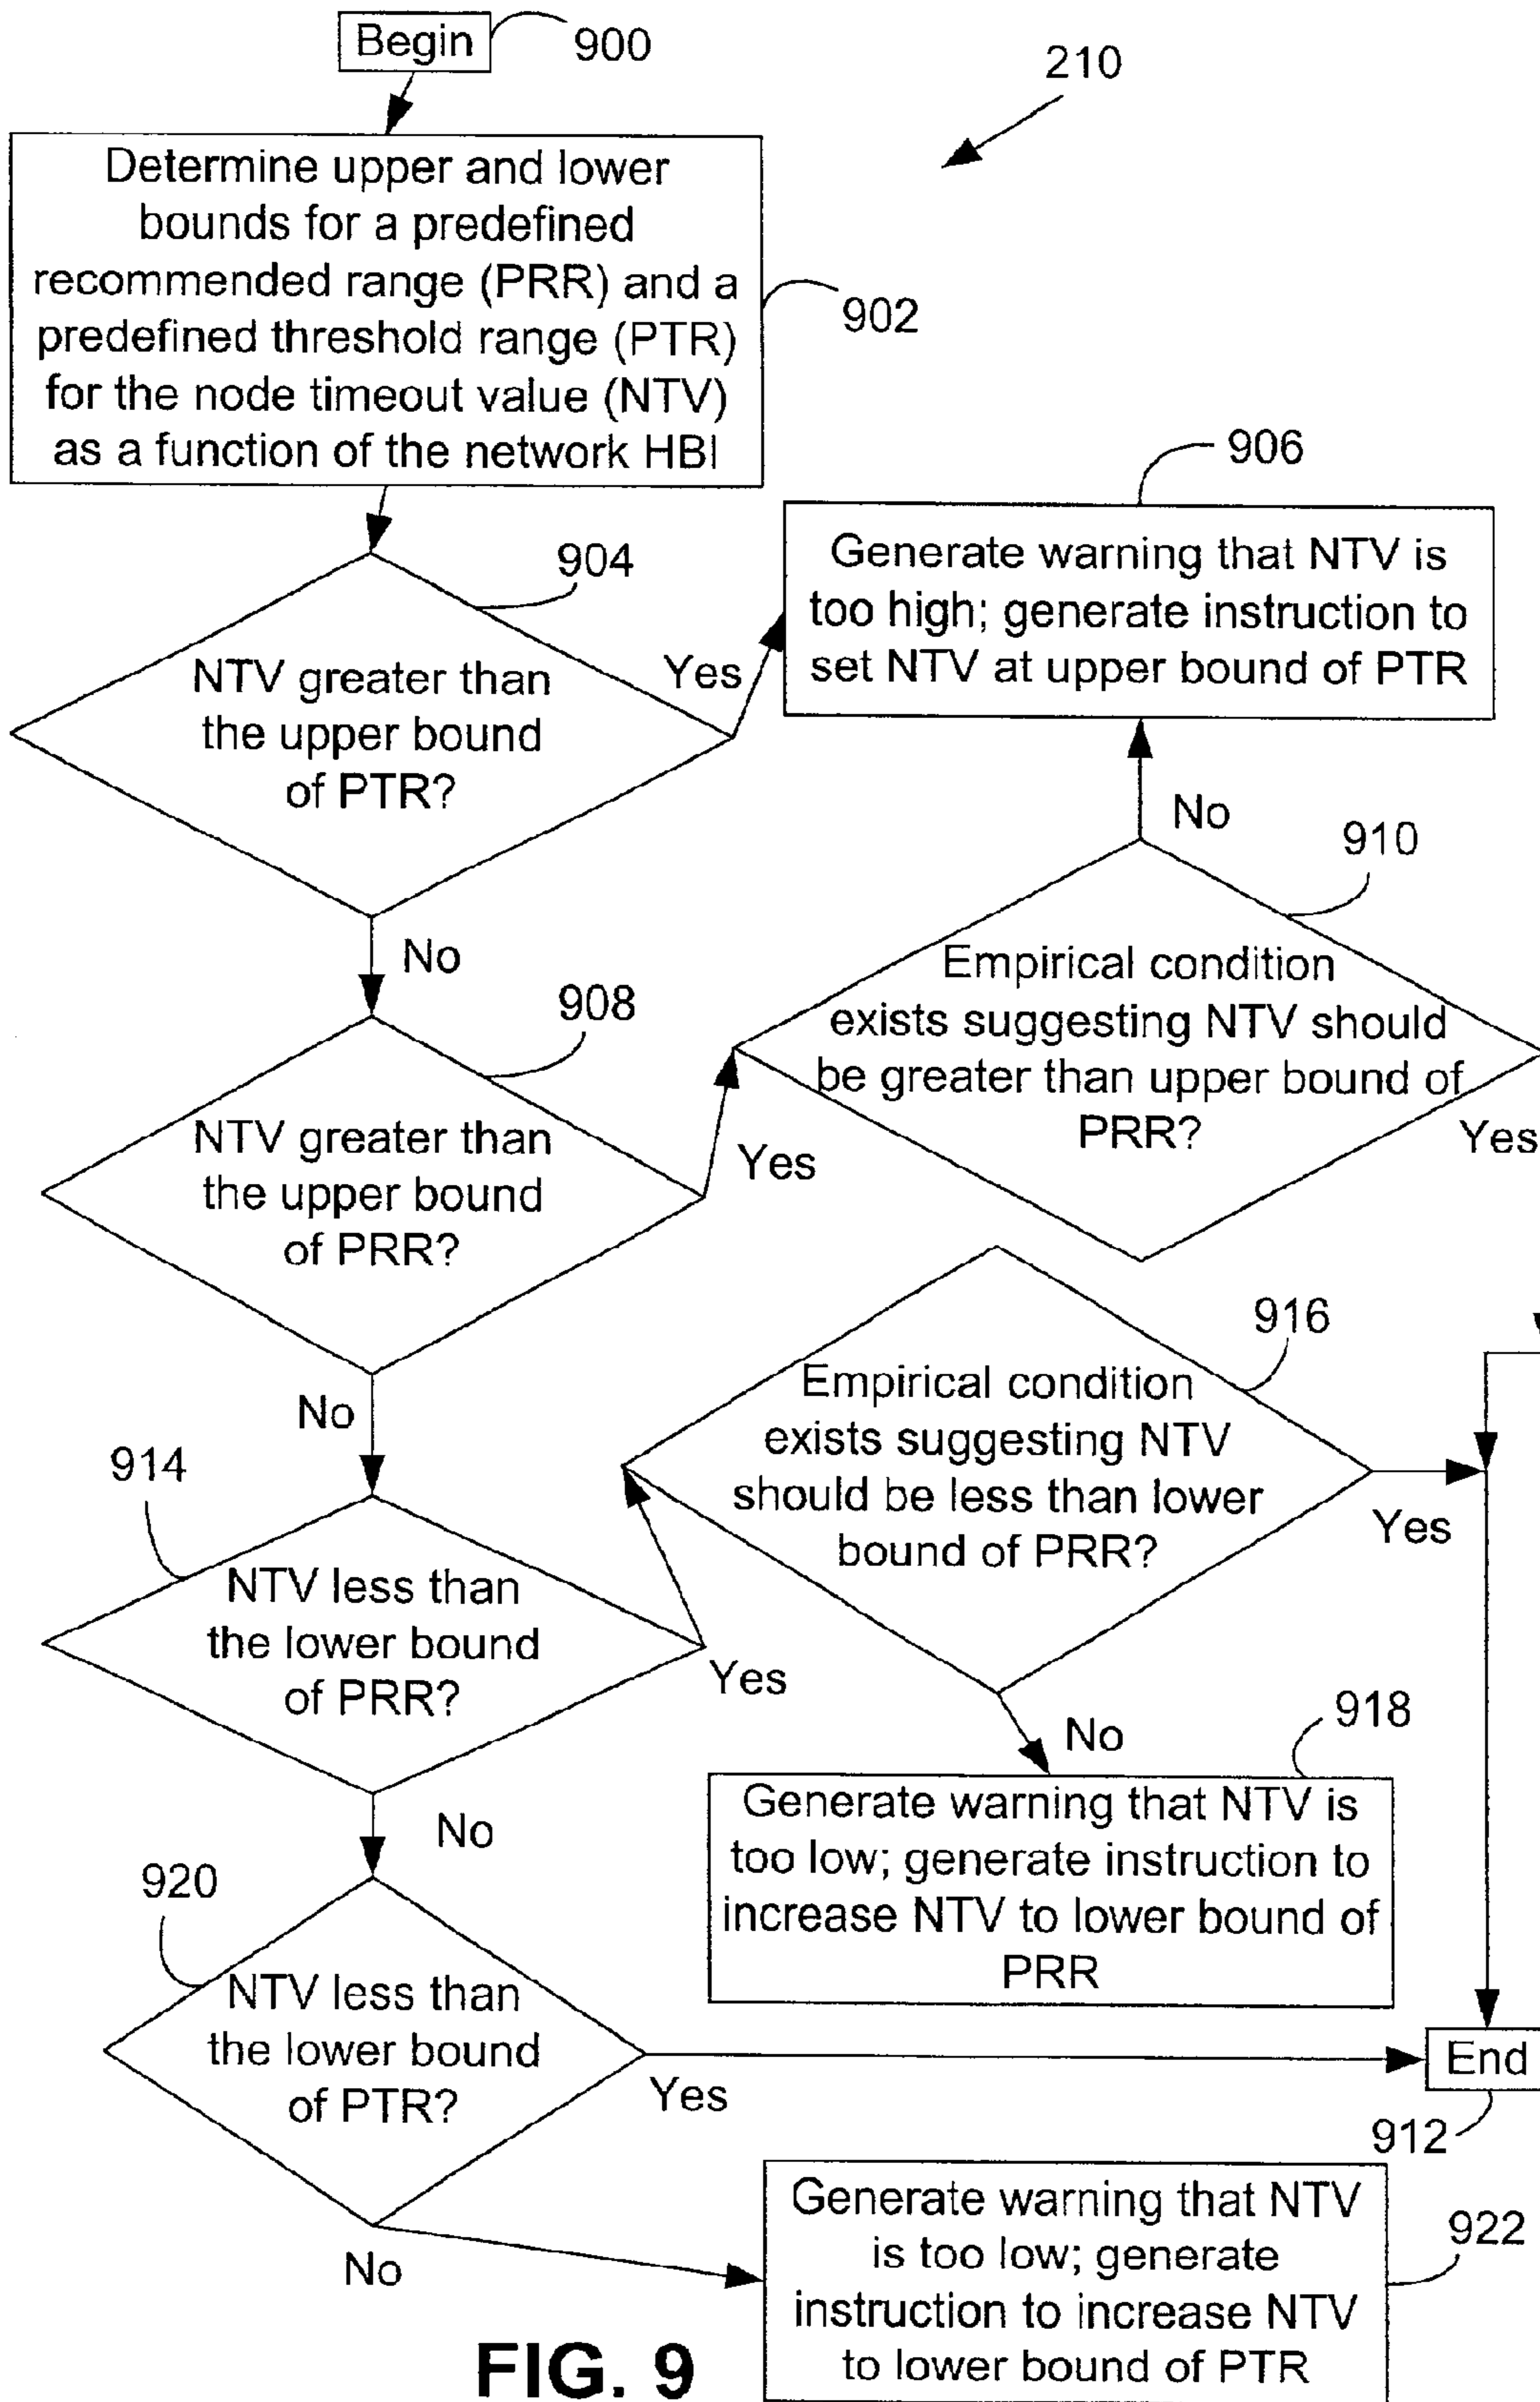 Begin
900
210
Determine upper and lower
bounds for a predefined
recommended range (PRR) and a
predefined threshold range (PTR)
for the node timeout value (NTV)
as a function of the network HBI
902
906
Generate warning that NTV is
too high; generate instruction to
set NTV at upper bound of PTR
904
NTV greater than
the upper bound
of PTR?
Yes
No
No
910
Empirical condition
exists suggesting NTV should
be greater than upper bound of
PRR?
Yes
908
NTV greater than
the upper bound
of PRR?
Yes
No
916
Empirical condition
exists suggesting NTV
should be less than lower
bound of PRR?
Yes
No
914
NTV less than
the lower bound
of PRR?
Yes
No
918
Generate warning that NTV is
too low; generate instruction to
increase NTV to lower bound of
PRR
920
NTV less than
the lower bound
of PTR?
Yes
No
End
912
Generate warning that NTV
is too low; generate
instruction to increase NTV
to lower bound of PTR
922
FIG. 9